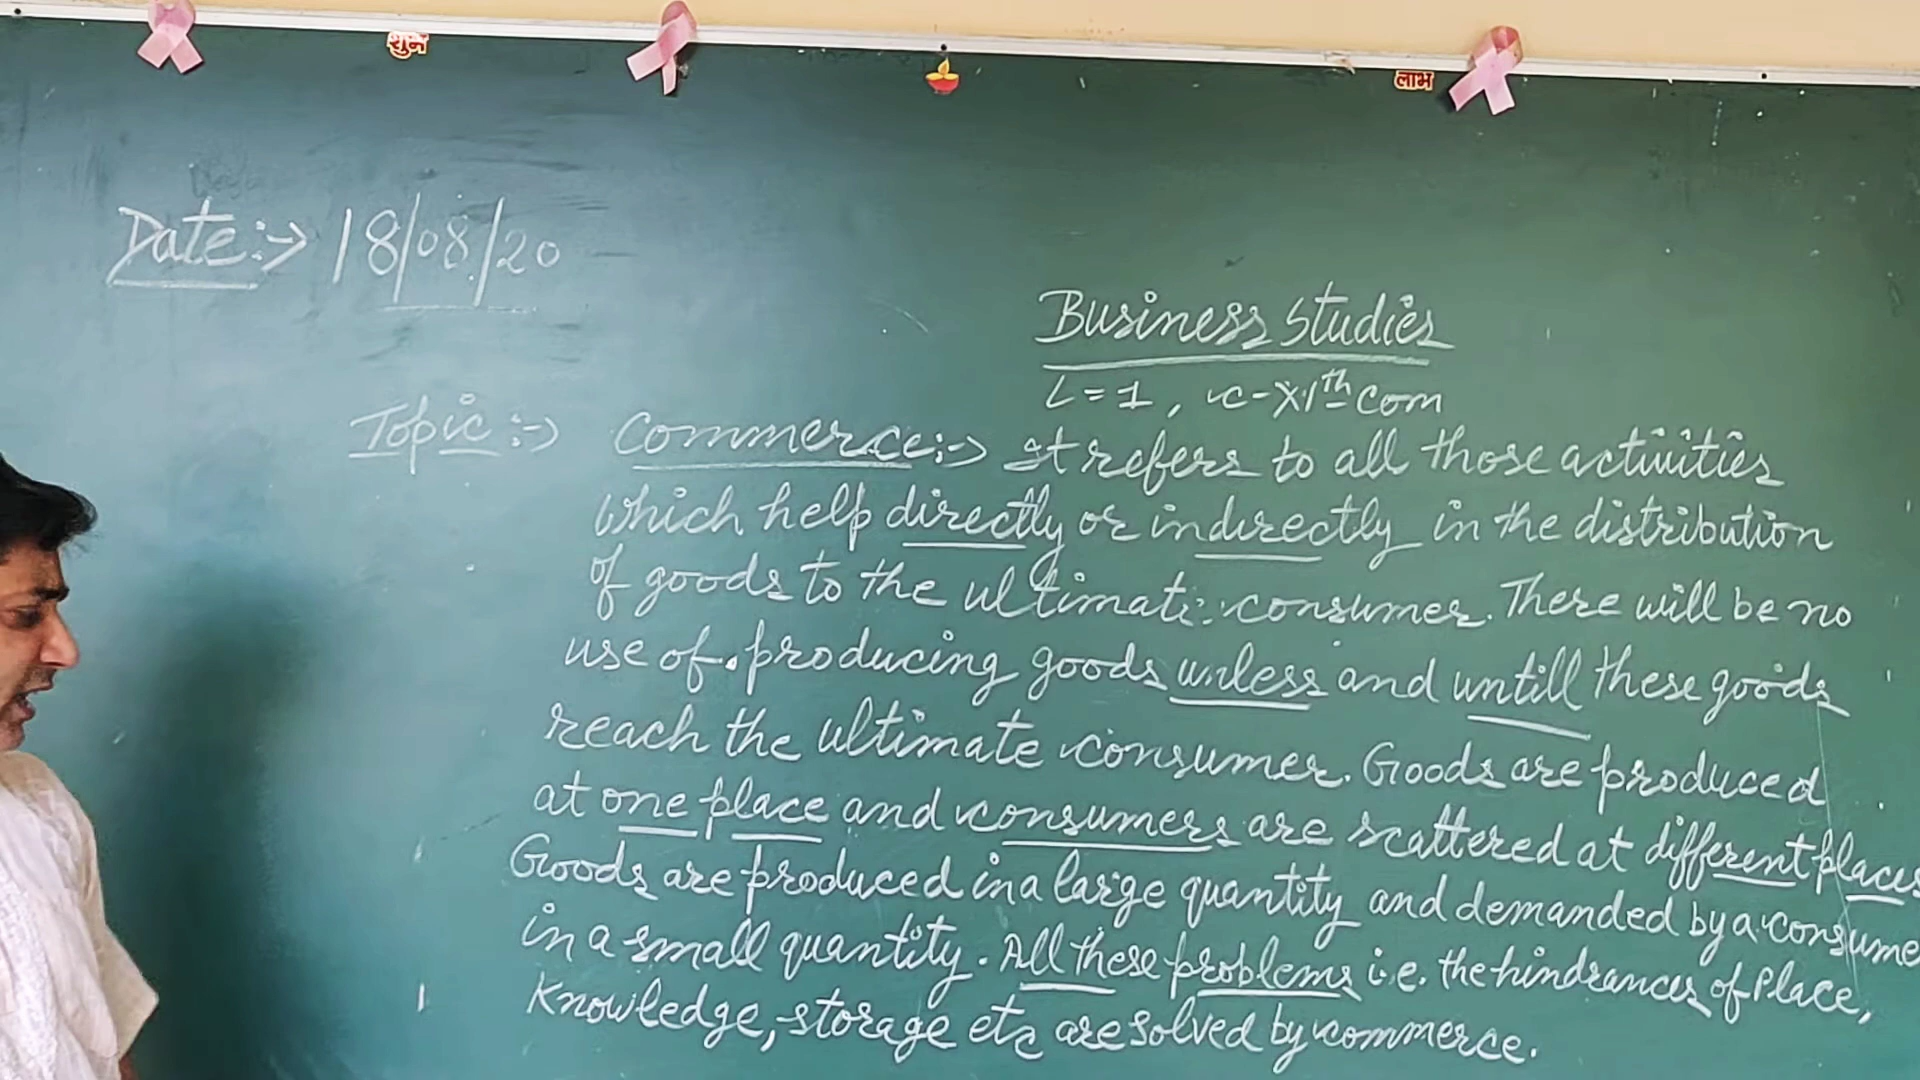 शुभ
लाभ
Date:-> 18/08/20
Business Studies
L=1, C-XIth Com
Topic:-> Commerce:-> It refers to all those activities
which help directly or indirectly in the distribution
of goods to the ultimate consumer. There will be no
use of producing goods unless and untill these goods
reach the ultimate consumer. Goods are produced
at one place and consumers are scattered at different places
Goods are produced in a large quantity and demanded by a consume
in a small quantity. All these problems i.e. the hindrances of Place,
Knowledge, storage etc are solved by commerce.